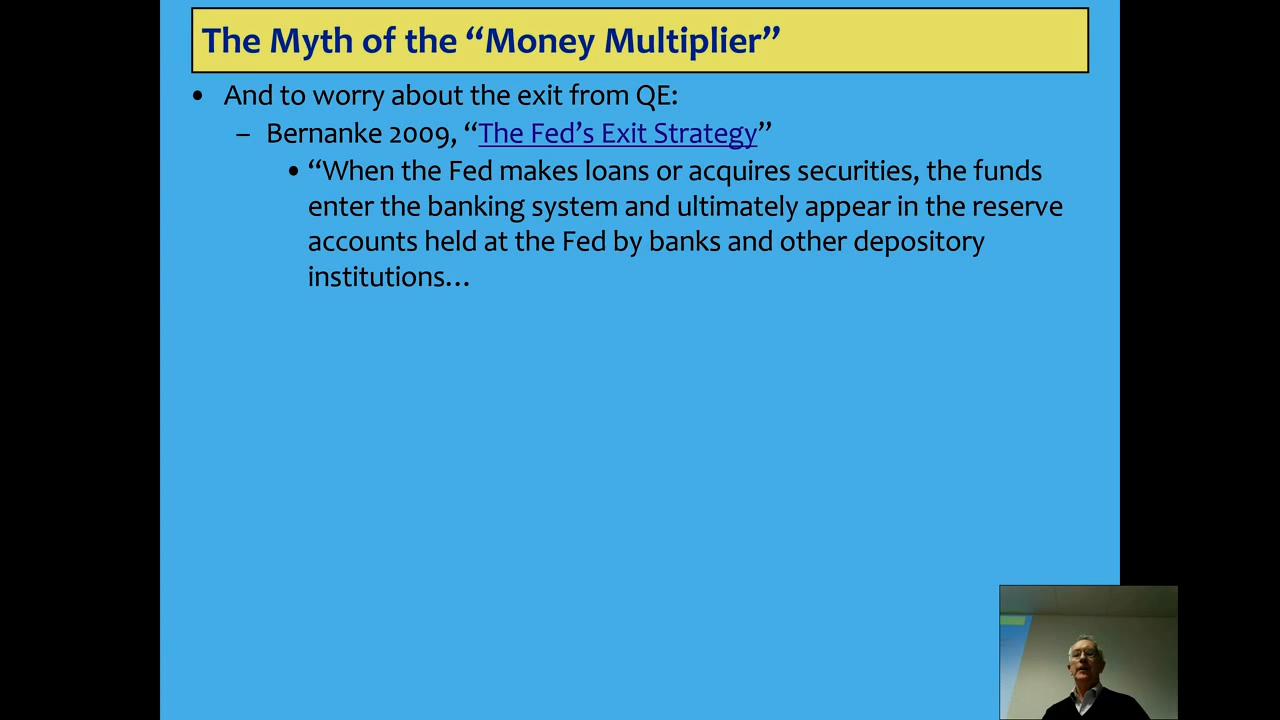 The Myth of the “Money Multiplier”
• And to worry about the exit from QE:
– Bernanke 2009, “The Fed’s Exit Strategy”
• “When the Fed makes loans or acquires securities, the funds
enter the banking system and ultimately appear in the reserve
accounts held at the Fed by banks and other depository
institutions…